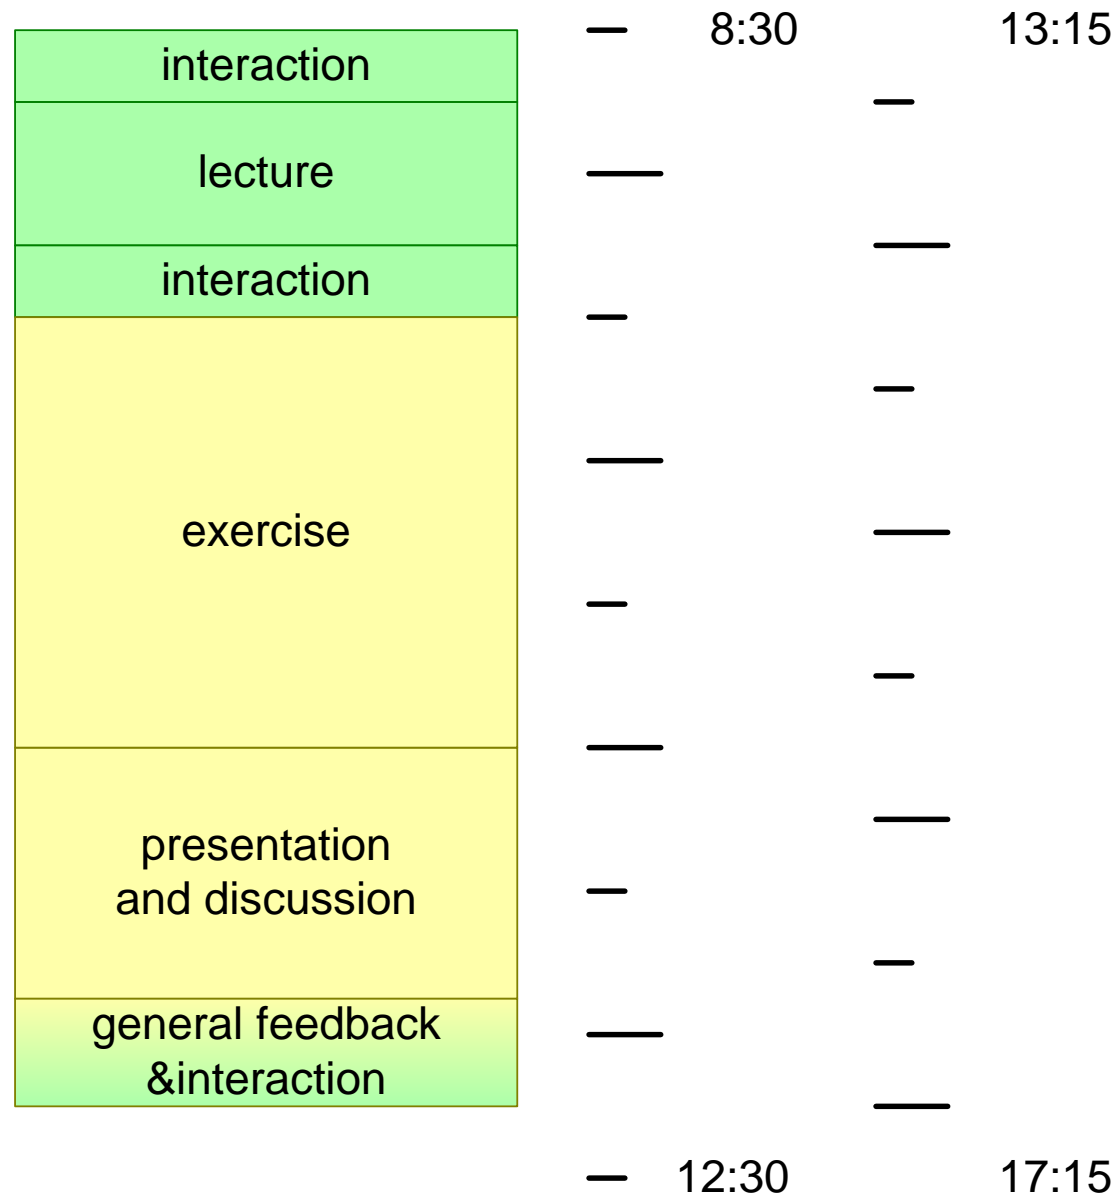 8:30 13:15
interaction
lecture
interaction
exercise
presentation
and discussion
general feedback
&interaction
12:30 17:15